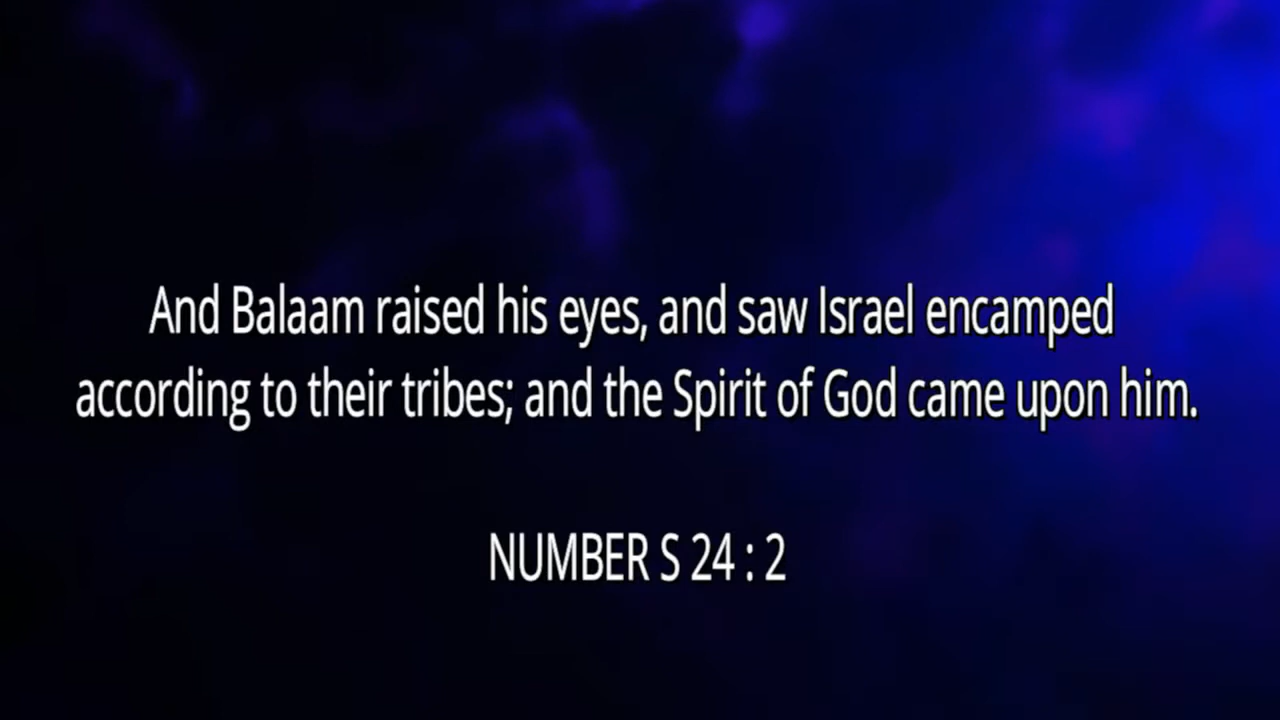 And Balaam raised his eyes, and saw Israel encamped
according to their tribes; and the Spirit of God came upon him.
NUMBER S 24 : 2